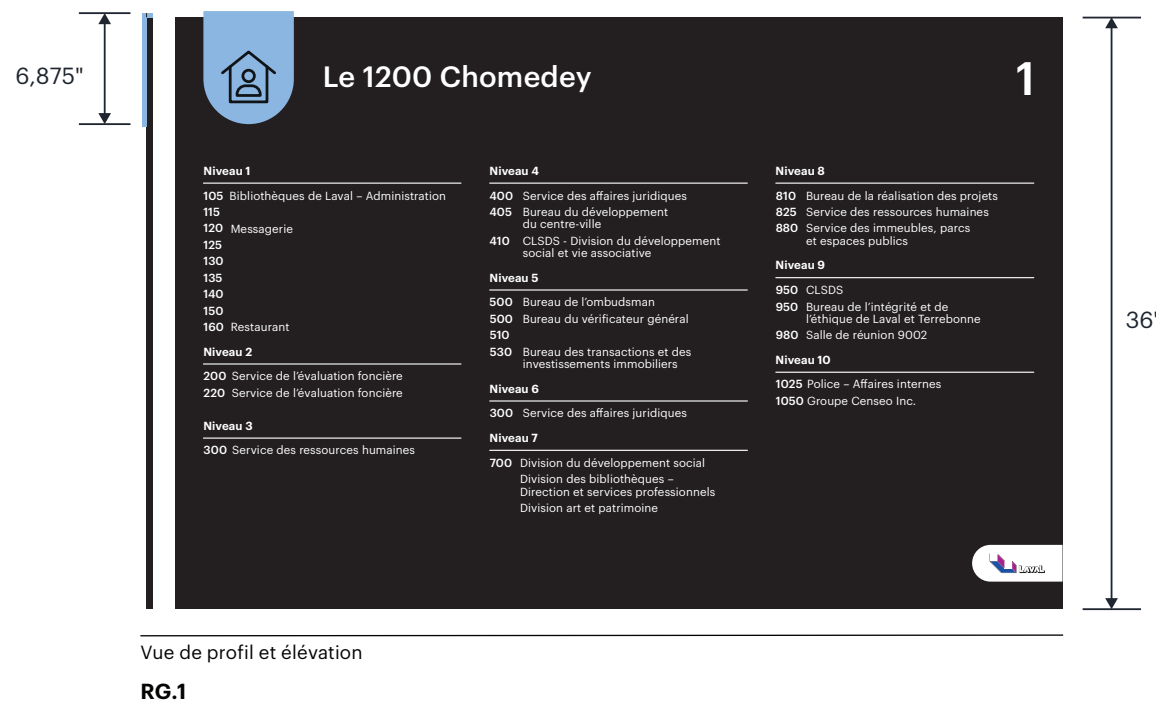 6,875"
Le 1200 Chomedey
1
Niveau 1
105 Bibliothèques de Laval – Administration
115
120 Messagerie
125
130
135
140
150
160 Restaurant
Niveau 2
200 Service de l'évaluation foncière
220 Service de l'évaluation foncière
Niveau 3
300 Service des ressources humaines
Niveau 4
400 Service des affaires juridiques
405 Bureau du développement
du centre-ville
410 CLSDS - Division du développement
social et vie associative
Niveau 5
500 Bureau de l'ombudsman
500 Bureau du vérificateur général
510
530 Bureau des transactions et des
investissements immobiliers
Niveau 6
300 Service des affaires juridiques
Niveau 7
700 Division du développement social
Division des bibliothèques –
Direction et services professionnels
Division art et patrimoine
Niveau 8
810 Bureau de la réalisation des projets
825 Service des ressources humaines
880 Service des immeubles, parcs
et espaces publics
Niveau 9
950 CLSDS
950 Bureau de l'intégrité et de
l'éthique de Laval et Terrebonne
980 Salle de réunion 9002
Niveau 10
1025 Police – Affaires internes
1050 Groupe Censeo Inc.
LAVAL
36"
Vue de profil et élévation
RG.1